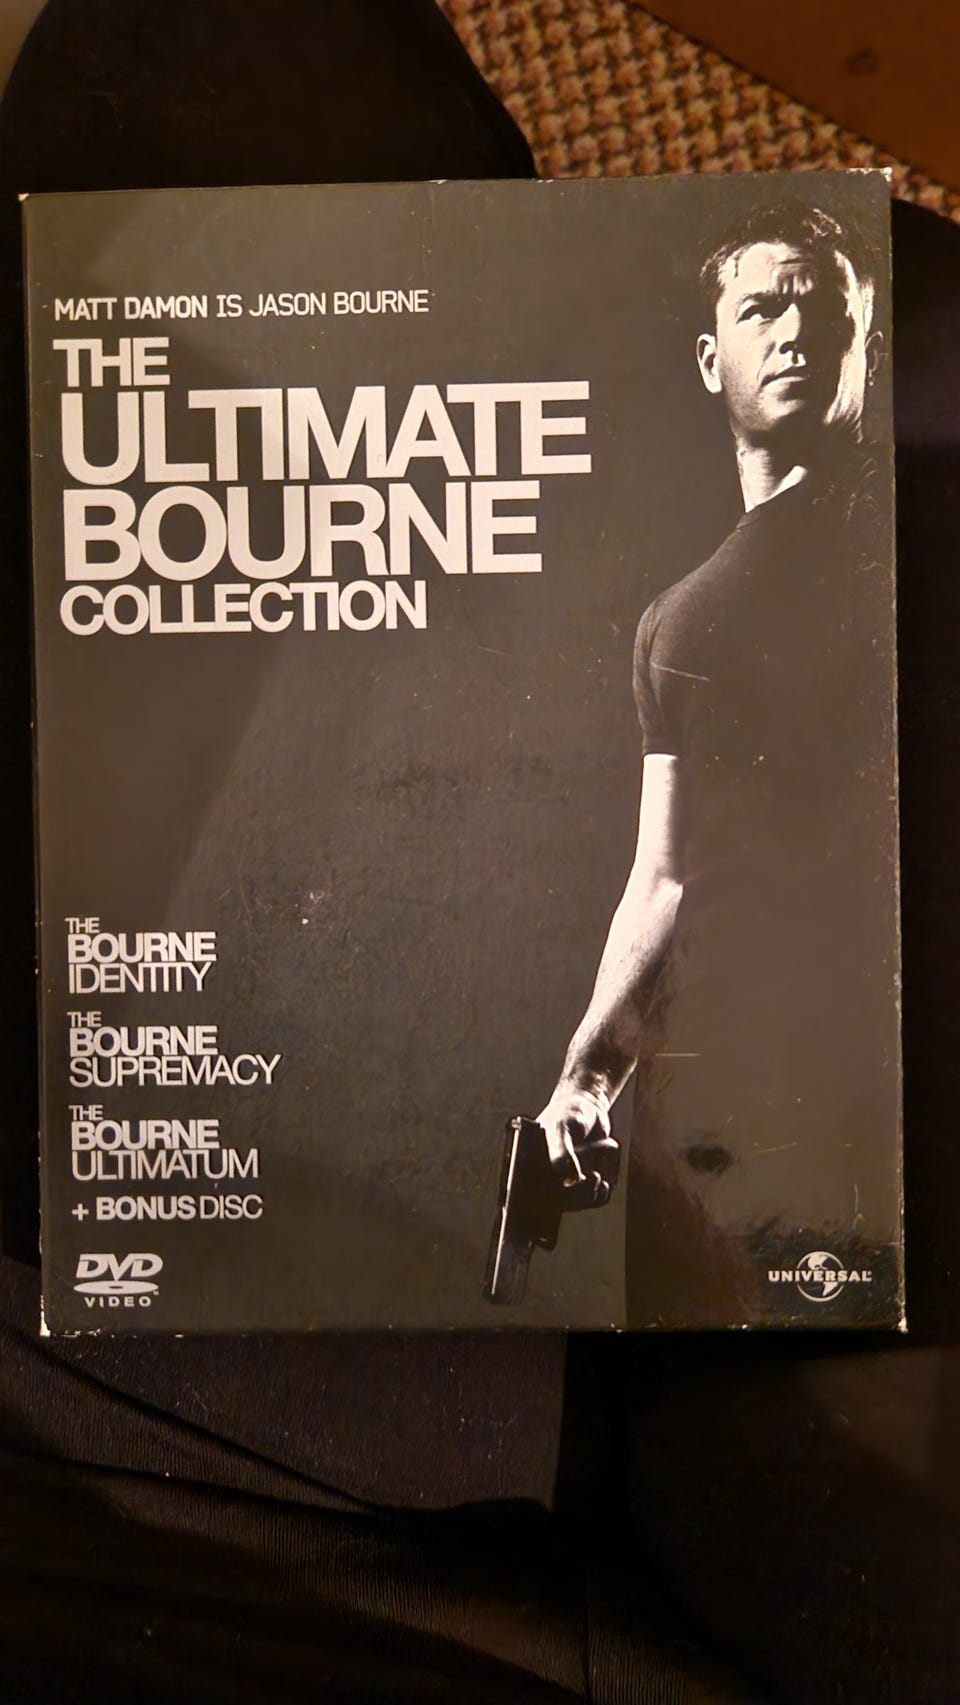 MATT DAMON IS JASON BOURNE
THE
ULTIMATE
BOURNE
COLLECTION
THE
BOURNE
IDENTITY
THE
BOURNE
SUPREMACY
THE
BOURNE
ULTIMATUM
+ BONUS DISC
DVD
VIDEO
UNIVERSAL